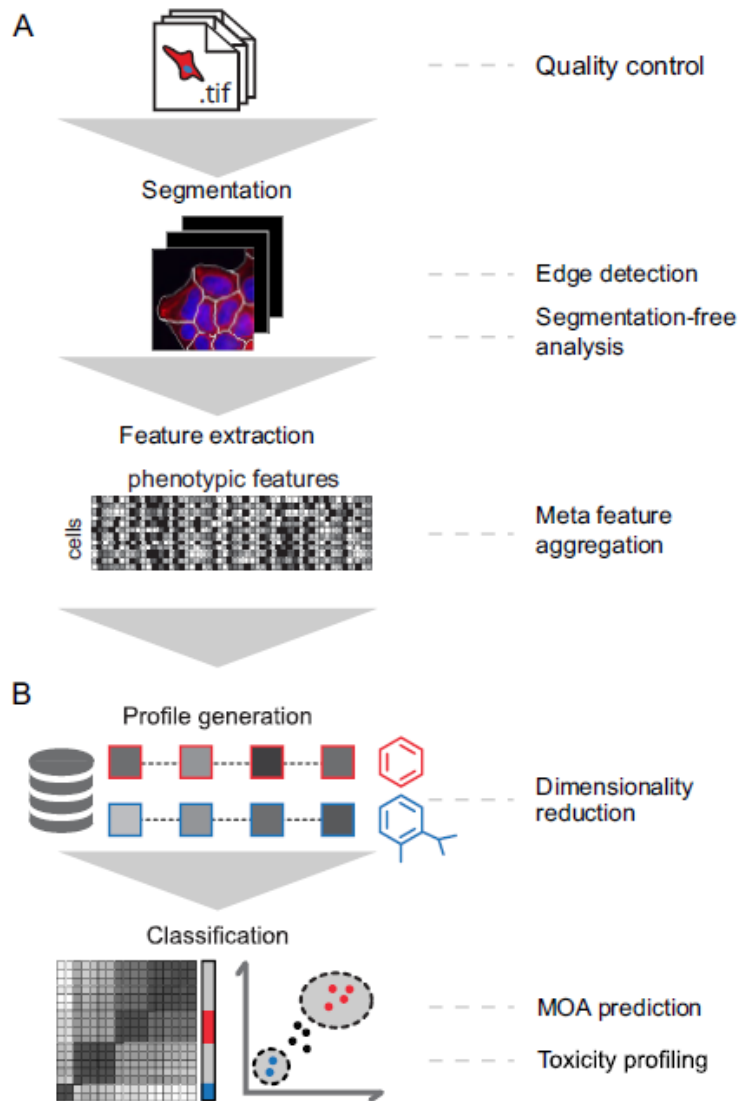 A
.tif
Quality control
Segmentation
Edge detection
Segmentation-free
analysis
Feature extraction
phenotypic features
cells
Meta feature
aggregation
B
Profile generation
Dimensionality
reduction
Classification
MOA prediction
Toxicity profiling